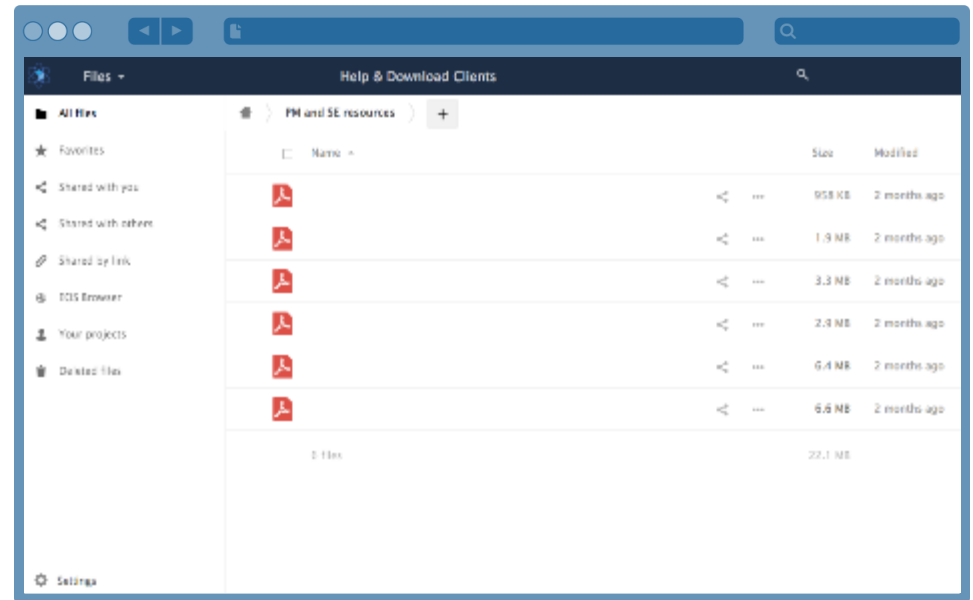 Files
Help & Download Clients
All files
Favorites
Shared with you
Shared with others
Shared by link
Browser
Your projects
Deleted files
Settings
PM and SE resources
+
Name
Size
Modified
958 KB
2 months ago
1.9 MB
2 months ago
3.3 MB
2 months ago
2.9 MB
2 months ago
6.4 MB
2 months ago
6.6 MB
2 months ago
files
22.1 MB